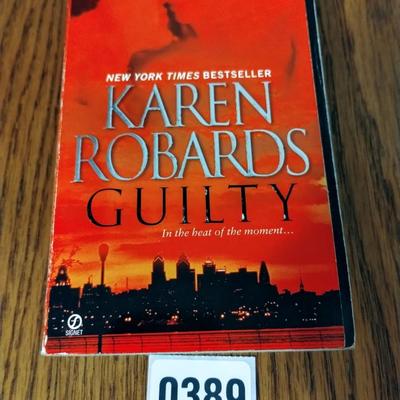 NEW YORK TIMES BESTSELLER
KAREN
ROBARDS
GUILTY
In the heat of the moment...
SIGNET
0389